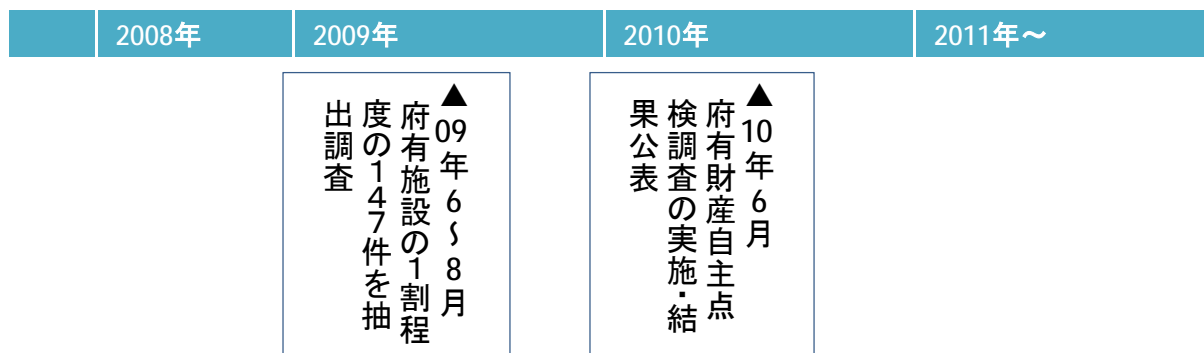 2008年
2009年
2010年
2011年～
▲09年6～8月
府有施設の1割程
度の147件を抽
出調査
▲10年6月
府有財産自主点
検調査の実施・結
果公表